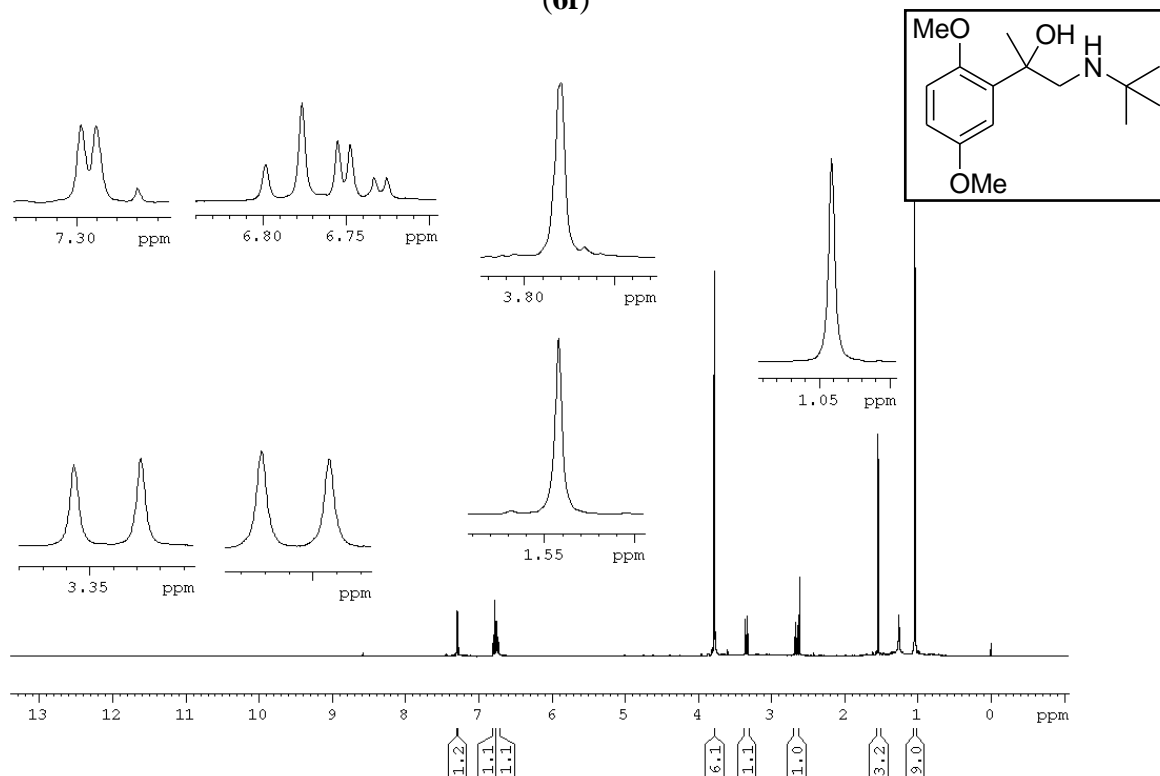 MeO
OH
H
N
OMe
7.30 ppm
6.80 6.75 ppm
3.80 ppm
1.05 ppm
3.35 ppm
ppm
1.55 ppm
13 12 11 10 9 8 7 6 5 4 3 2 1 0 ppm
1.2 1.1 1.1 6.1 1.1 1.0 3.2 9.0